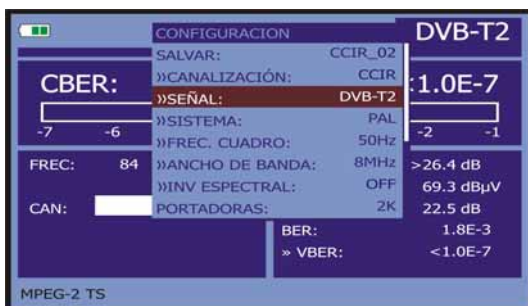 CONFIGURACION
DVB-T2
SALVAR: CCIR_02
»CANALIZACIÓN: CCIR
»SEÑAL: DVB-T2
»SISTEMA: PAL
»FREC. CUADRO: 50Hz
»ANCHO DE BANDA: 8MHz
»INV ESPECTRAL: OFF
PORTADORAS: 2K
CBER: <1.0E-7
-7 -6 -2 -1
FREC: 84 >26.4 dB
69.3 dBµV
CAN: 22.5 dB
BER: 1.8E-3
» VBER: <1.0E-7
MPEG-2 TS